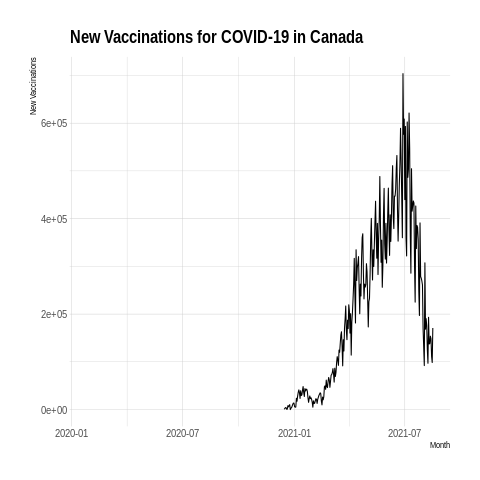 New Vaccinations for COVID-19 in Canada
New Vaccinations
6e+05
4e+05
2e+05
0e+00
2020-01
2020-07
2021-01
2021-07
Month